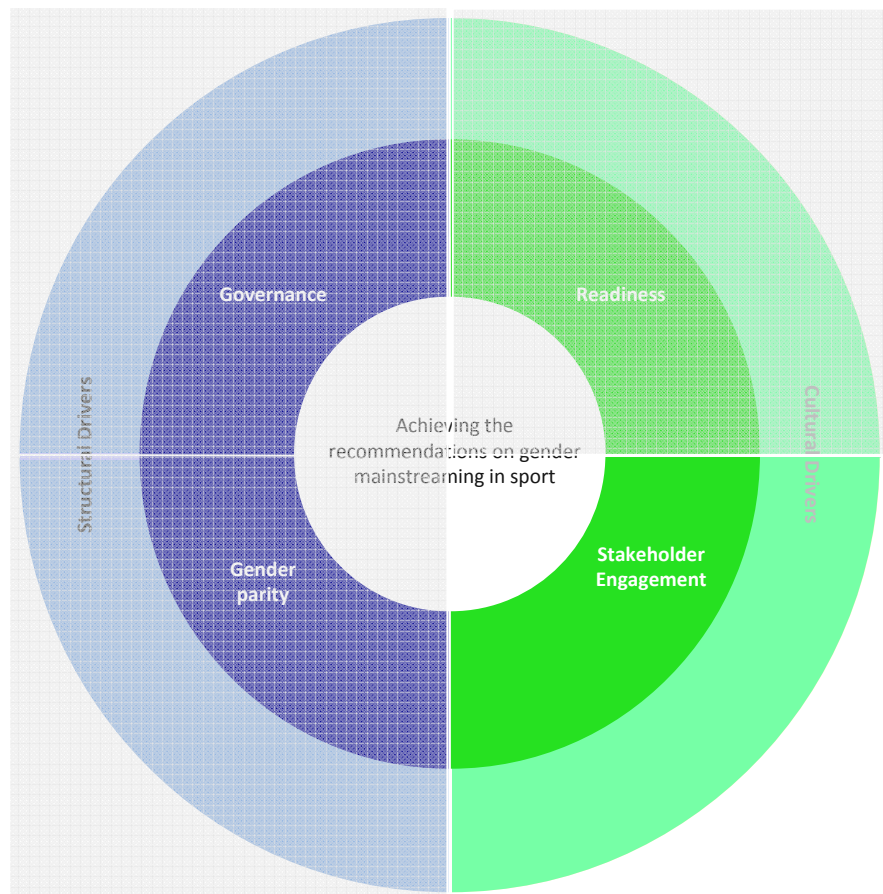 Governance
Readiness
Structural Drivers
Achieving the
recommendations on gender
mainstreaming in sport
Cultural Drivers
Gender
parity
Stakeholder
Engagement